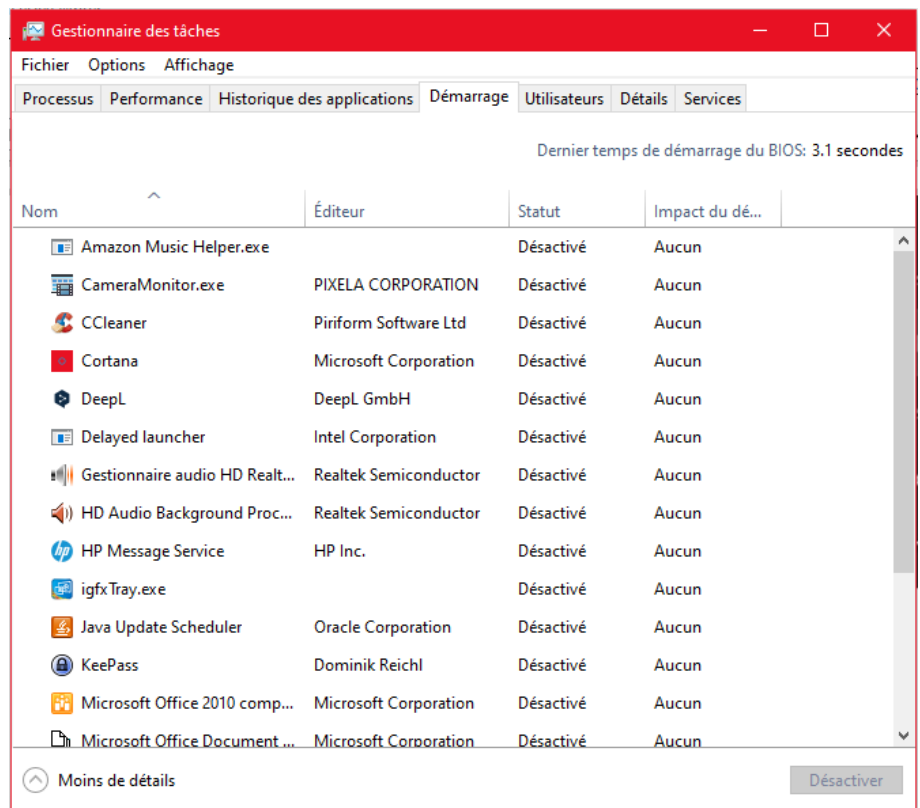 Gestionnaire des tâches
Fichier Options Affichage
Processus Performance Historique des applications Démarrage Utilisateurs Détails Services
Dernier temps de démarrage du BIOS: 3.1 secondes
Nom Éditeur Statut Impact du dé...
Amazon Music Helper.exe Désactivé Aucun
CameraMonitor.exe PIXELA CORPORATION Désactivé Aucun
CCleaner Piriform Software Ltd Désactivé Aucun
Cortana Microsoft Corporation Désactivé Aucun
DeepL DeepL GmbH Désactivé Aucun
Delayed launcher Intel Corporation Désactivé Aucun
Gestionnaire audio HD Realt... Realtek Semiconductor Désactivé Aucun
HD Audio Background Proc... Realtek Semiconductor Désactivé Aucun
HP Message Service HP Inc. Désactivé Aucun
igfxTray.exe Désactivé Aucun
Java Update Scheduler Oracle Corporation Désactivé Aucun
KeePass Dominik Reichl Désactivé Aucun
Microsoft Office 2010 comp... Microsoft Corporation Désactivé Aucun
Microsoft Office Document ... Microsoft Corporation Désactivé Aucun
Moins de détails Désactiver